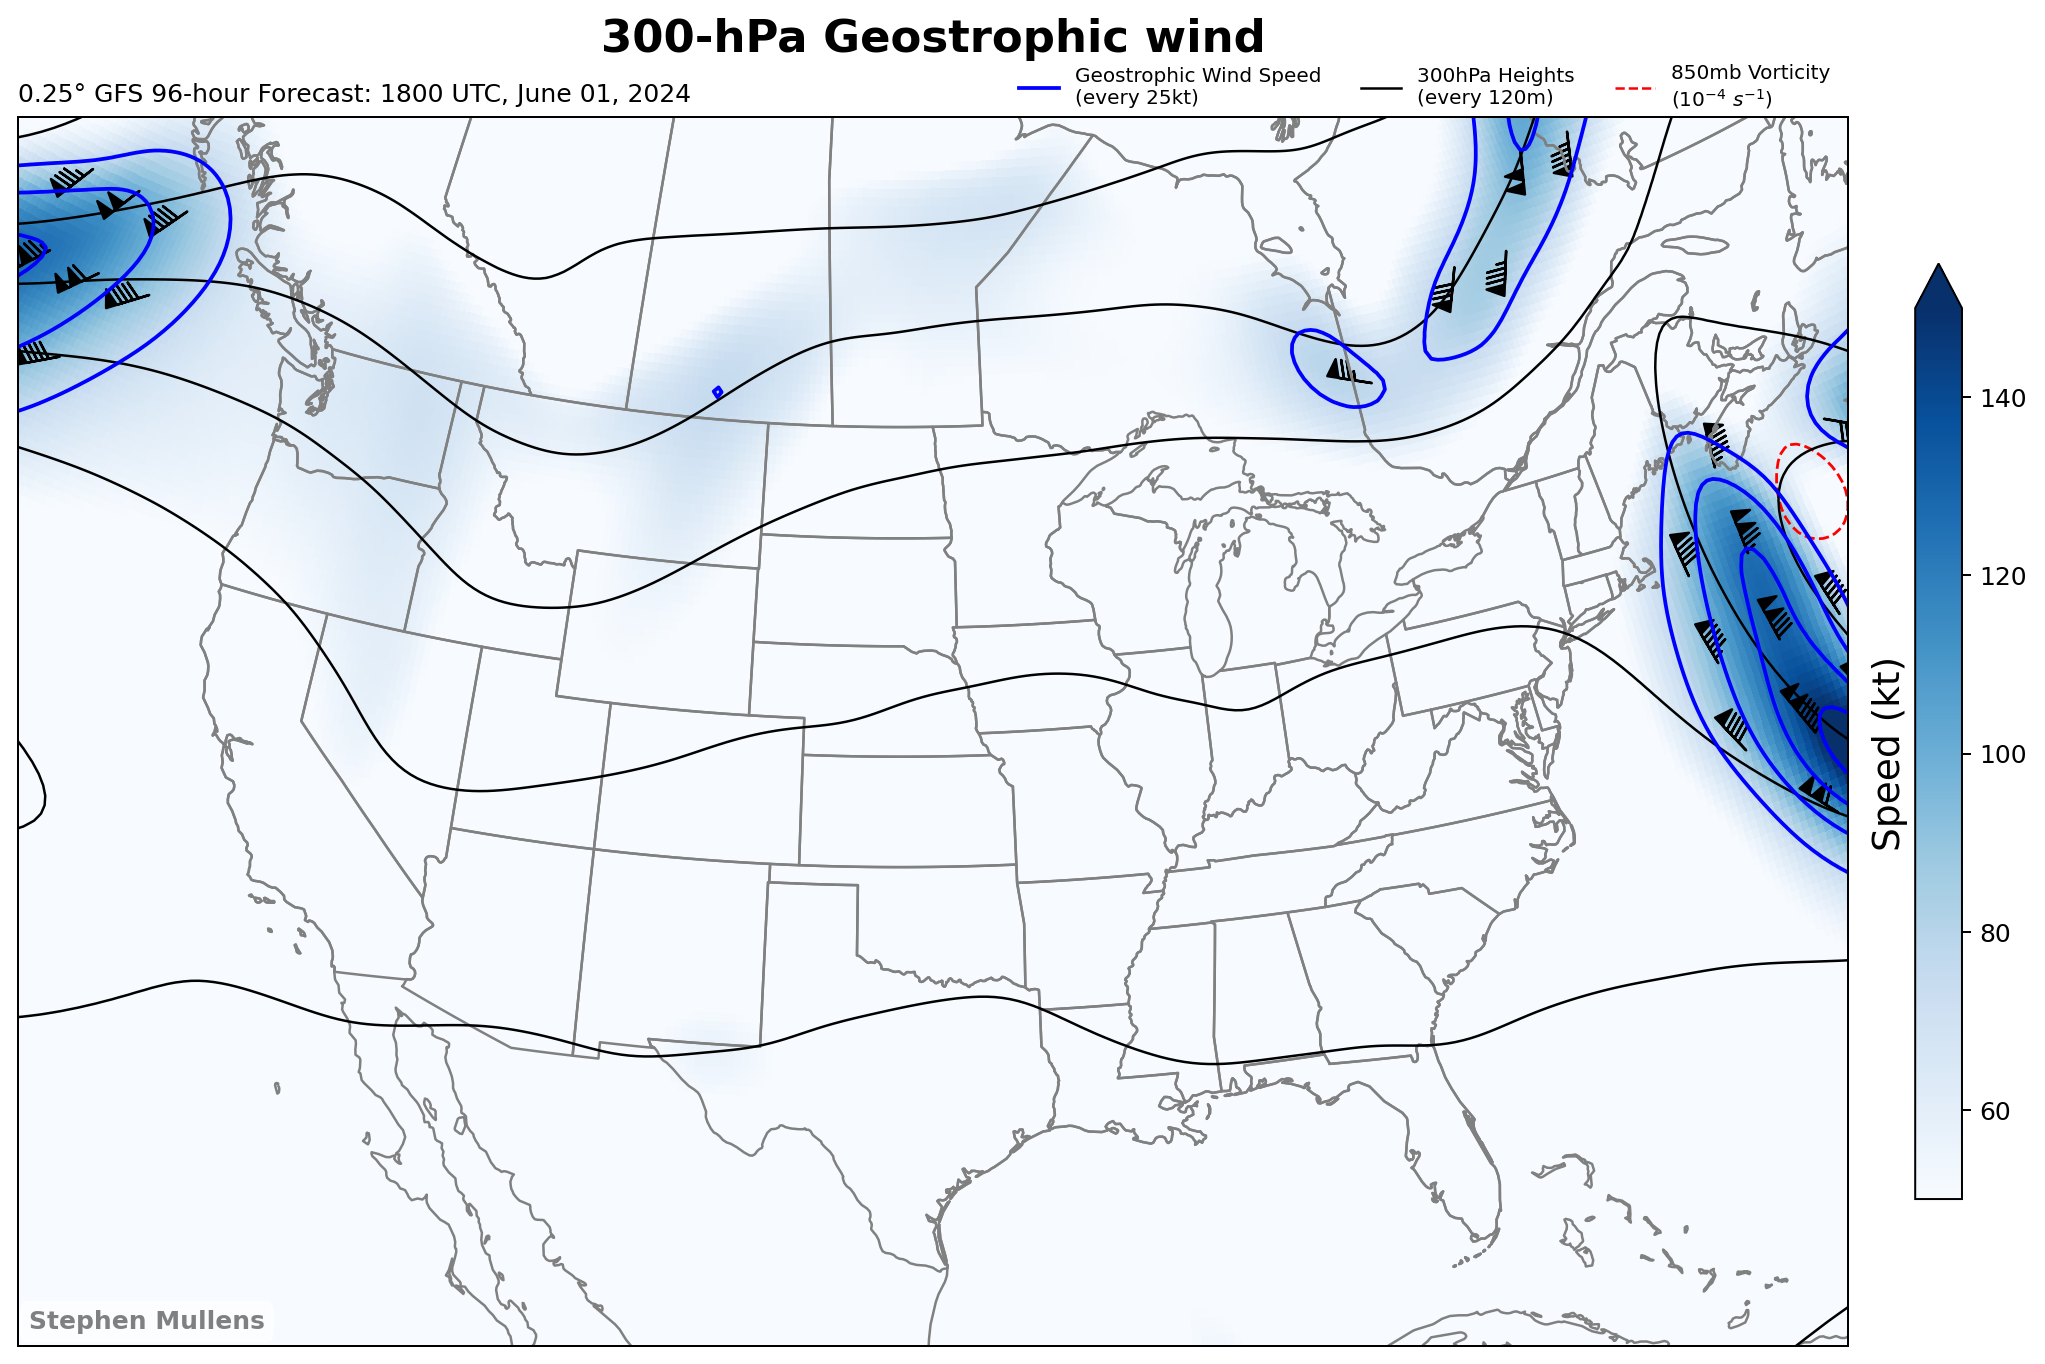 300-hPa Geostrophic wind
0.25° GFS 96-hour Forecast: 1800 UTC, June 01, 2024
Geostrophic Wind Speed
(every 25kt)
300hPa Heights
(every 120m)
850mb Vorticity
(10⁻⁴ s⁻¹)
140
120
100
80
60
Speed (kt)
Stephen Mullens